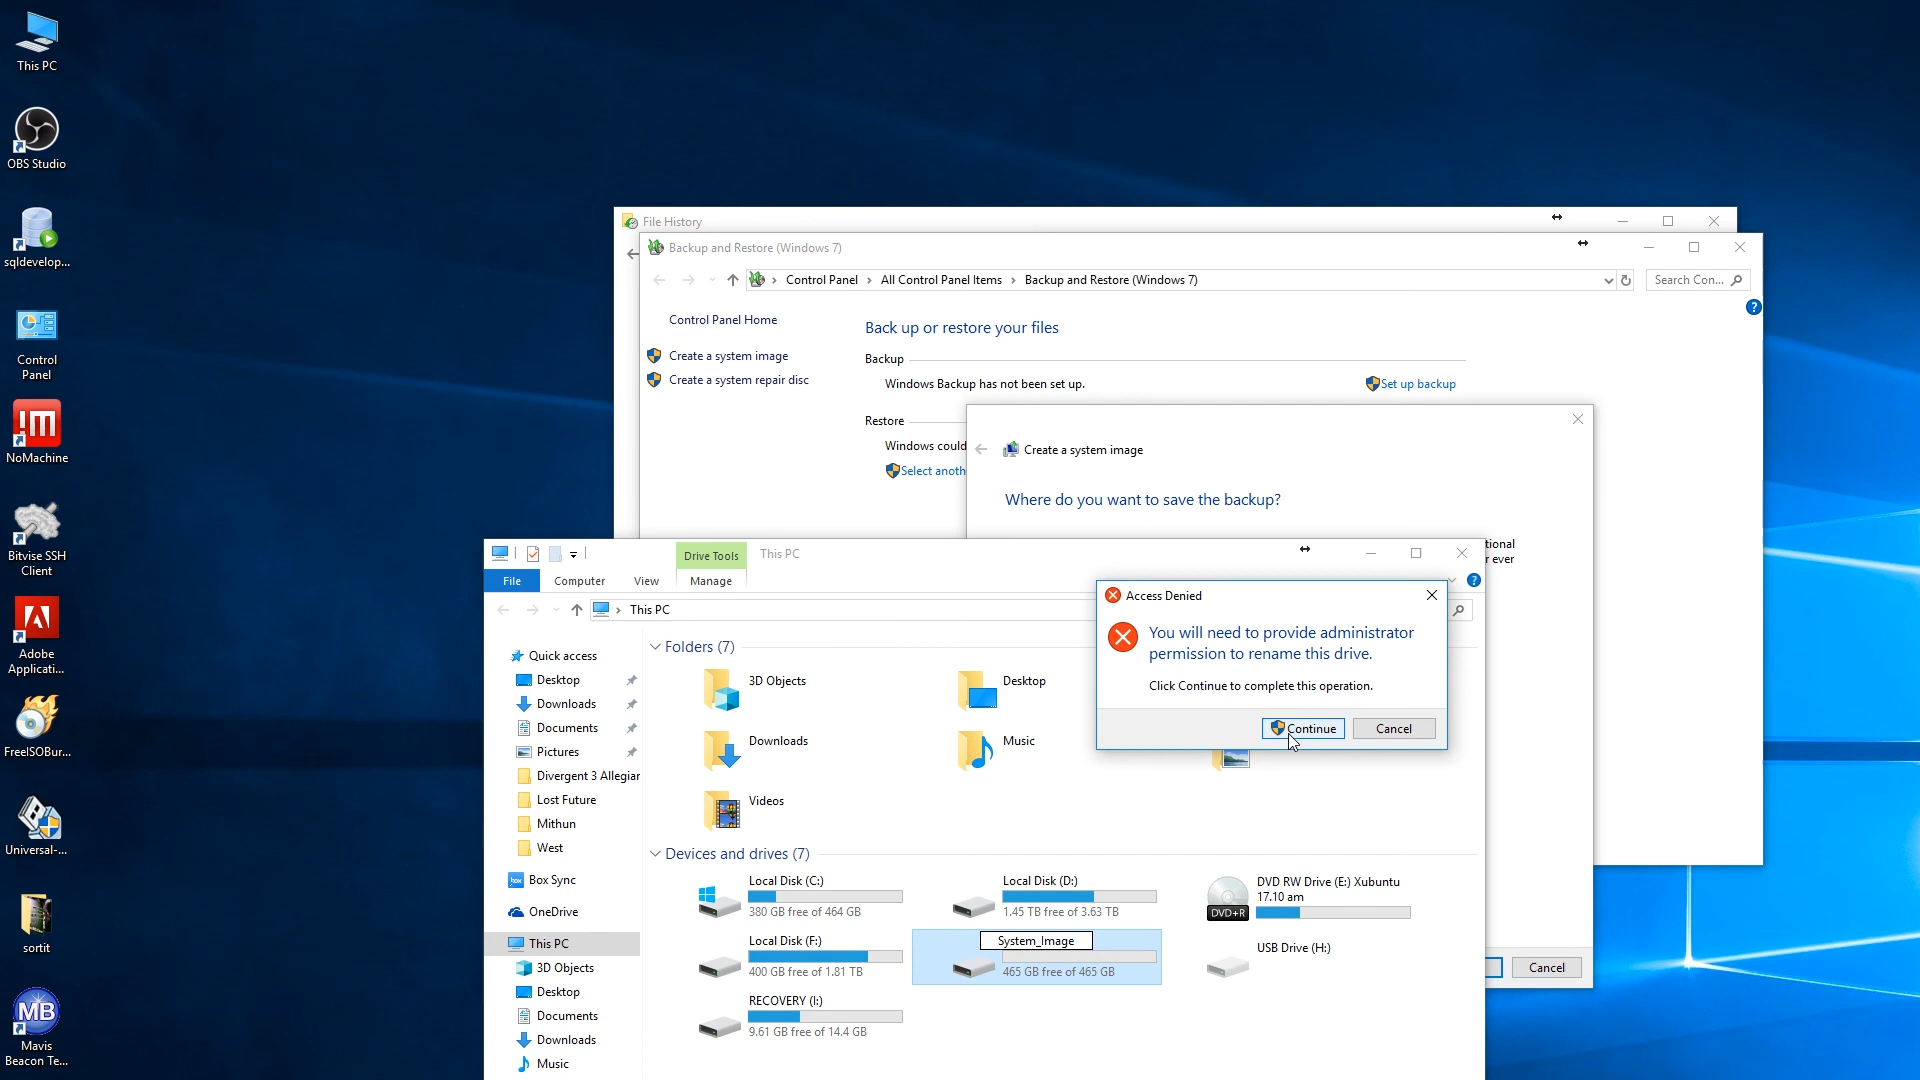 This PC
OBS Studio
sqldevelop...
Control
Panel
NoMachine
Bitvise SSH
Client
Adobe
Applicati...
FreeISOBur...
Universal-...
sortit
MB
Mavis
Beacon Te...
File History
Backup and Restore (Windows 7)
Control Panel > All Control Panel Items > Backup and Restore (Windows 7)
Search Con...
Control Panel Home
Create a system image
Create a system repair disc
Back up or restore your files
Backup
Windows Backup has not been set up.
Set up backup
Restore
Windows could
Select anoth
Create a system image
Where do you want to save the backup?
tional
r ever
Cancel
Drive Tools
This PC
File
Computer
View
Manage
> This PC
Quick access
Desktop
Downloads
Documents
Pictures
Divergent 3 Allegiar
Lost Future
Mithun
West
box
Box Sync
OneDrive
This PC
3D Objects
Desktop
Documents
Downloads
Music
Folders (7)
3D Objects
Desktop
Downloads
Music
Videos
Devices and drives (7)
Local Disk (C:)
380 GB free of 464 GB
Local Disk (D:)
1.45 TB free of 3.63 TB
DVD RW Drive (E:) Xubuntu
17.10 am
DVD+R
Local Disk (F:)
400 GB free of 1.81 TB
System_Image
465 GB free of 465 GB
USB Drive (H:)
RECOVERY (I:)
9.61 GB free of 14.4 GB
Access Denied
You will need to provide administrator
permission to rename this drive.
Click Continue to complete this operation.
Continue
Cancel